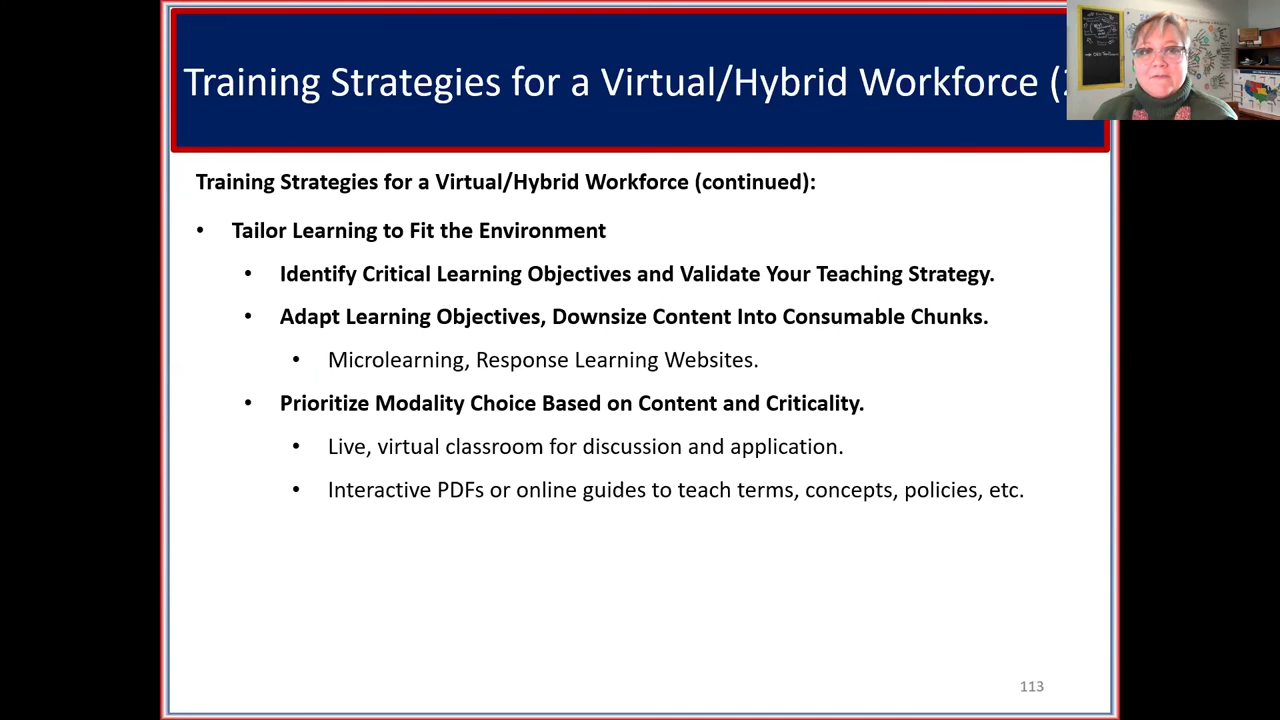 Training Strategies for a Virtual/Hybrid Workforce
Training Strategies for a Virtual/Hybrid Workforce (continued):
• Tailor Learning to Fit the Environment
• Identify Critical Learning Objectives and Validate Your Teaching Strategy.
• Adapt Learning Objectives, Downsize Content Into Consumable Chunks.
• Microlearning, Response Learning Websites.
• Prioritize Modality Choice Based on Content and Criticality.
• Live, virtual classroom for discussion and application.
• Interactive PDFs or online guides to teach terms, concepts, policies, etc.
113